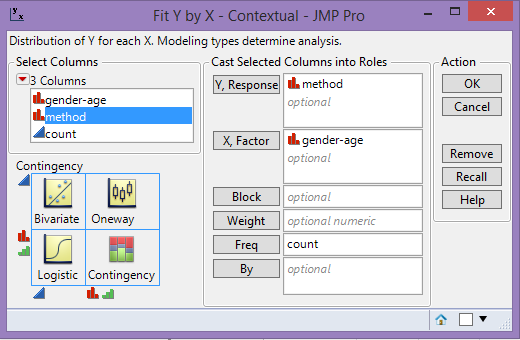 Fit Y by X - Contextual - JMP Pro
Distribution of Y for each X. Modeling types determine analysis.
Select Columns
3 Columns
gender-age
method
count
Contingency
Bivariate Oneway
Logistic Contingency
Cast Selected Columns into Roles
Y, Response method
optional
X, Factor gender-age
optional
Block optional
Weight optional numeric
Freq count
By optional
Action
OK
Cancel
Remove
Recall
Help